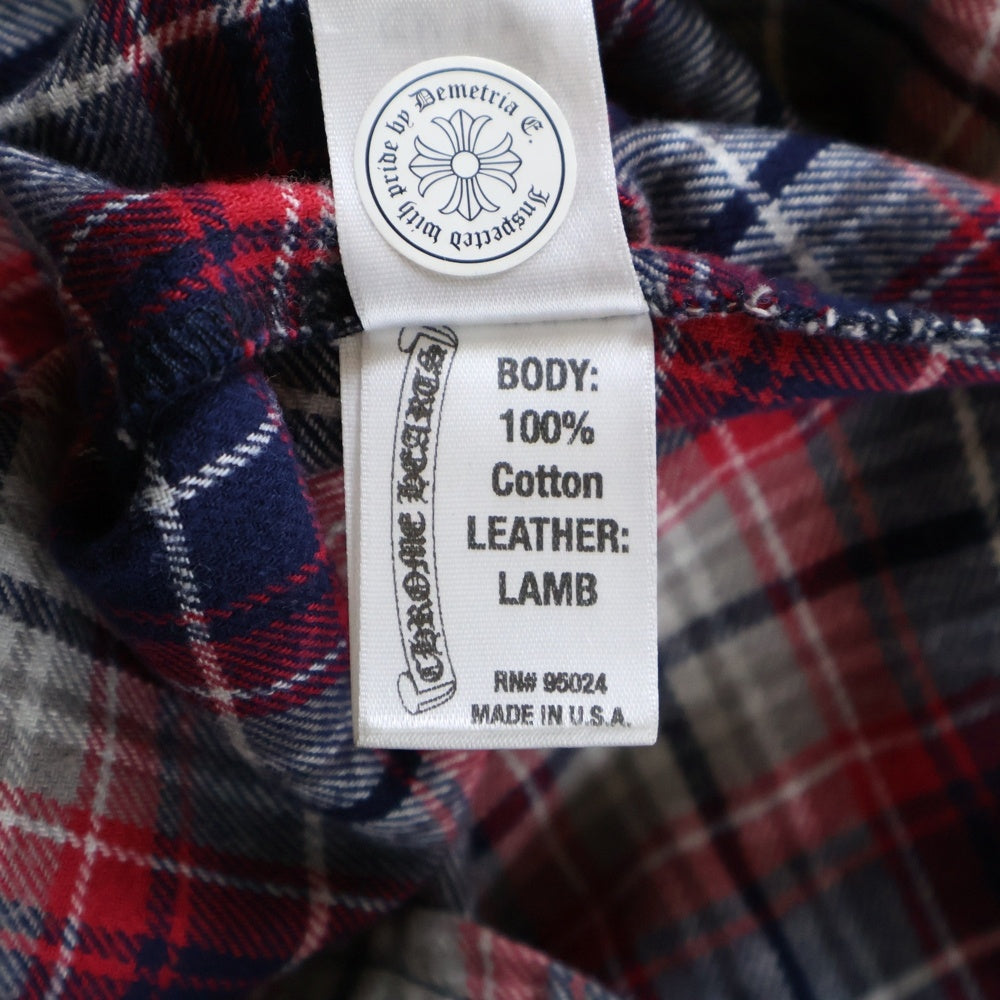 Inspected with pride by Demetria E.
CHROME HEARTS
BODY:
100%
Cotton
LEATHER:
LAMB
RN# 95024
MADE IN U.S.A.